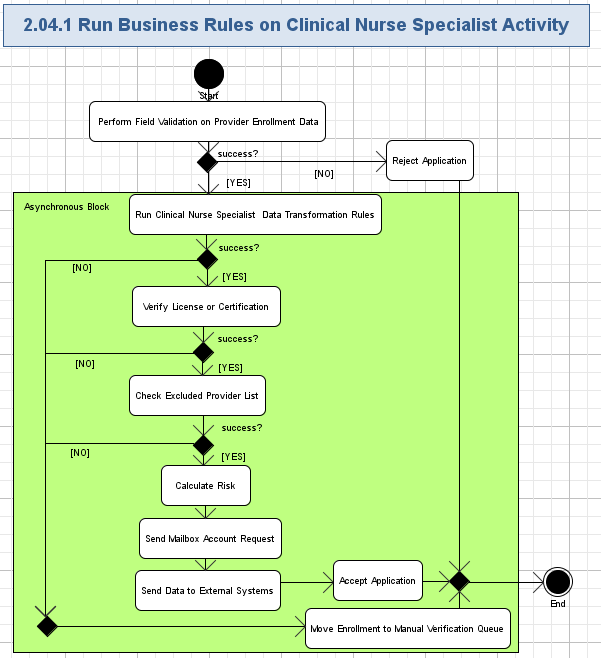 2.04.1 Run Business Rules on Clinical Nurse Specialist Activity
Start
Perform Field Validation on Provider Enrollment Data
success?
[NO]
Reject Application
[YES]
Asynchronous Block
Run Clinical Nurse Specialist Data Transformation Rules
success?
[NO]
[YES]
Verify License or Certification
success?
[NO]
[YES]
Check Excluded Provider List
success?
[NO]
[YES]
Calculate Risk
Send Mailbox Account Request
Send Data to External Systems
Accept Application
End
Move Enrollment to Manual Verification Queue